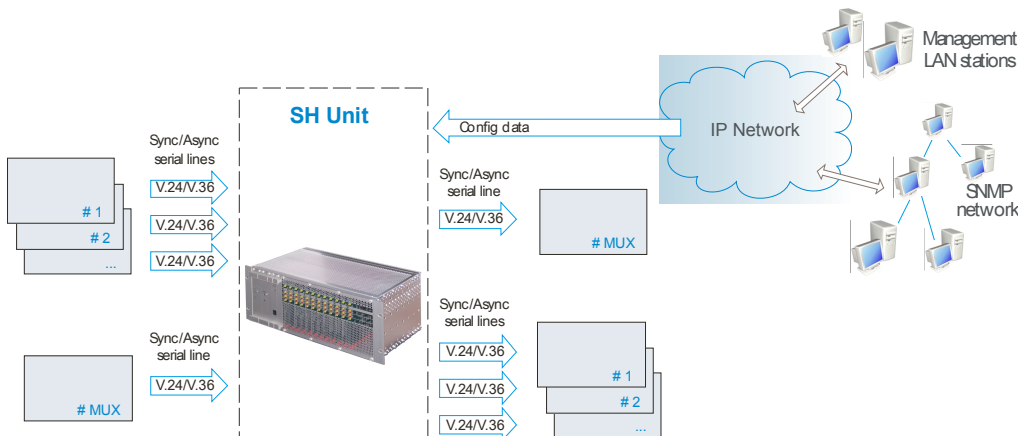 Management
LAN stations
SH Unit
Config data
IP Network
Sync/Async
serial lines
V.24/V.36
V.24/V.36
V.24/V.36
# 1
# 2
...
Sync/Async
serial line
V.24/V.36
# MUX
SNMP
network
Sync/Async
serial line
V.24/V.36
# MUX
Sync/Async
serial lines
V.24/V.36
V.24/V.36
V.24/V.36
# 1
# 2
...